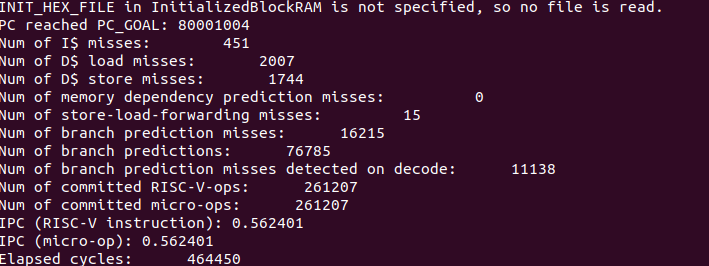 INIT_HEX_FILE in InitializedBlockRAM is not specified, so no file is read.
PC reached PC_GOAL: 80001004
Num of I$ misses:         451
Num of D$ load misses:       2007
Num of D$ store misses:      1744
Num of memory dependency prediction misses:          0
Num of store-load-forwarding misses:         15
Num of branch prediction misses:      16215
Num of branch predictions:      76785
Num of branch prediction misses detected on decode:      11138
Num of committed RISC-V-ops:      261207
Num of committed micro-ops:      261207
IPC (RISC-V instruction): 0.562401
IPC (micro-op): 0.562401
Elapsed cycles:      464450